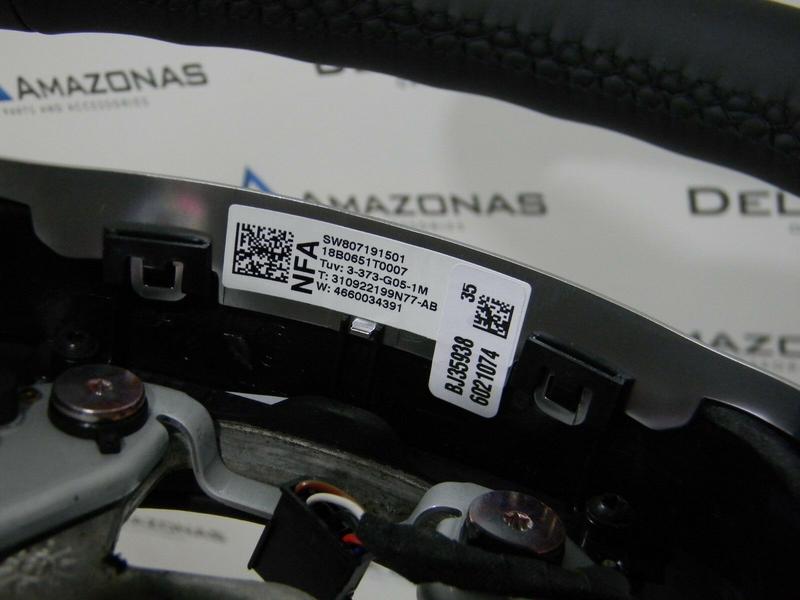 AMAZONAS
PARTS AND ACCESSORIES
DEL
AMAZONAS
DEL
NFA
SW807191501
18B0651T0007
Tuv: 3-373-G05-1M
T: 310922199N77-AB
W: 4660034391
35
BJ35938
6021074
AMAZONAS